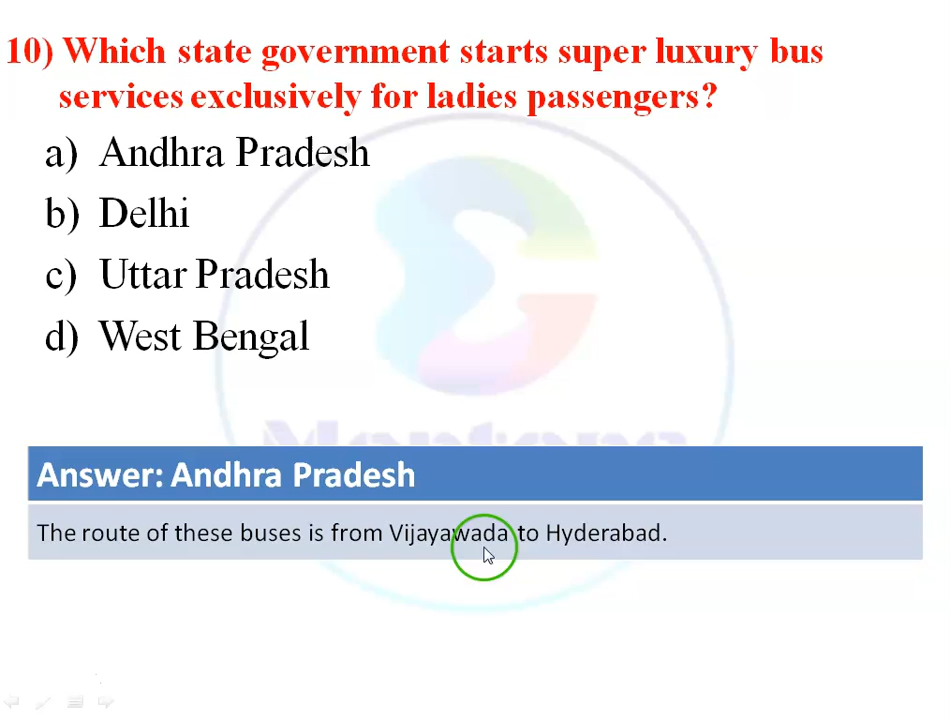 10) Which state government starts super luxury bus
services exclusively for ladies passengers?
a) Andhra Pradesh
b) Delhi
c) Uttar Pradesh
d) West Bengal
Answer: Andhra Pradesh
The route of these buses is from Vijayawada to Hyderabad.